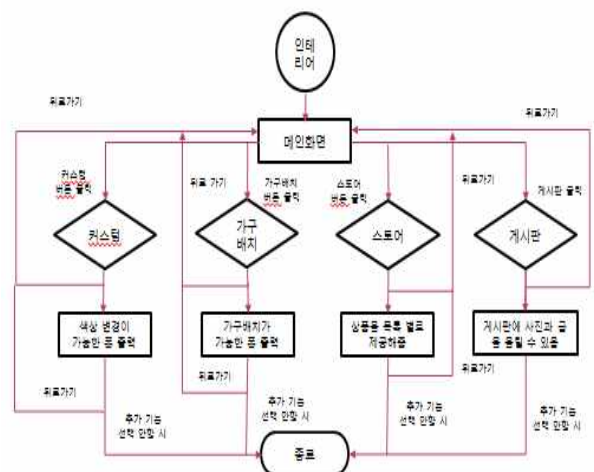 인테
리어
뒤로가기
뒤로가기
메인화면
커스텀
버튼 클릭
뒤로 가기
가구배치
버튼 클릭
스토어
버튼 클릭
뒤로가기
게시판 클릭
커스텀
가구
배치
스토어
게시판
색상 변경이
가능한 폼 출력
가구배치가
가능한 폼 출력
상품을 목록 별로
제공해줌
게시판에 사진과 글
을 올릴 수 있음
뒤로가기
뒤로가기
뒤로가기
추가 기능
선택 안함 시
추가 기능
선택 안함 시
추가 기능
선택 안함 시
추가 기능
선택 안함 시
종료